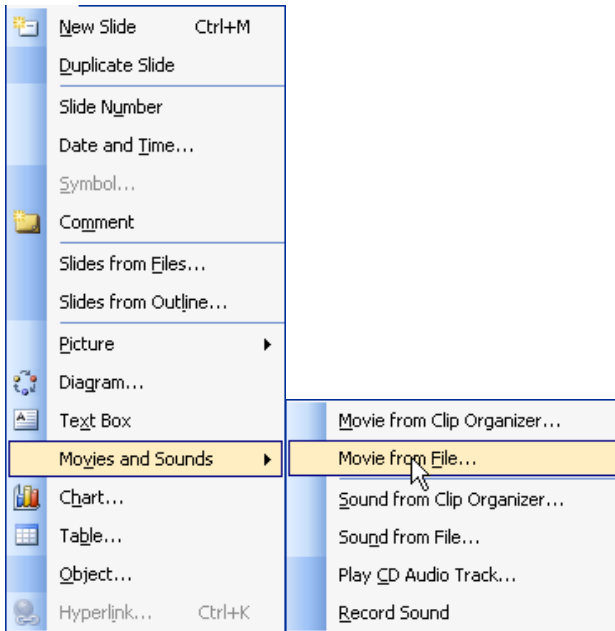 New Slide Ctrl+M
Duplicate Slide
Slide Number
Date and Time...
Symbol...
Comment
Slides from Files...
Slides from Outline...
Picture
Diagram...
Text Box
Movies and Sounds
Chart...
Table...
Object...
Hyperlink... Ctrl+K
Movie from Clip Organizer...
Movie from File...
Sound from Clip Organizer...
Sound from File...
Play CD Audio Track...
Record Sound